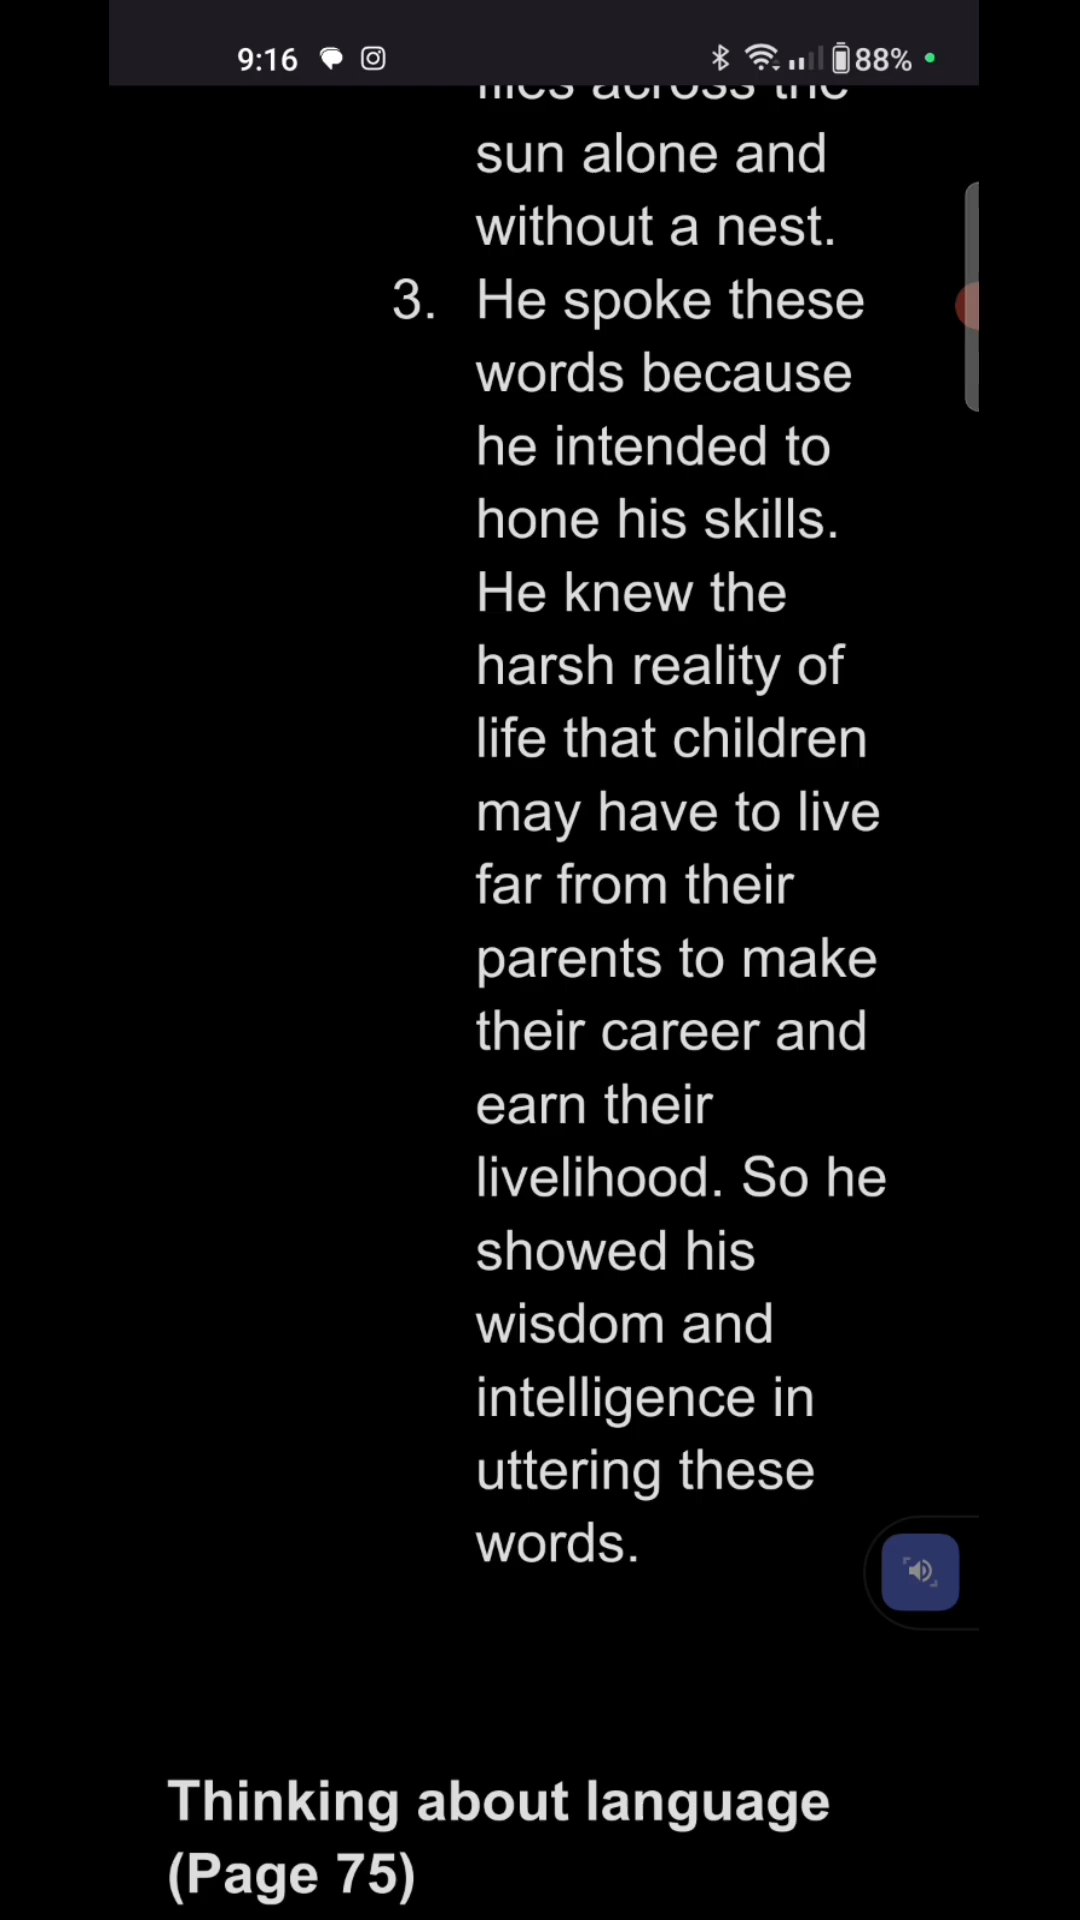 9:16
88%
flies across the
sun alone and
without a nest.
3. He spoke these
words because
he intended to
hone his skills.
He knew the
harsh reality of
life that children
may have to live
far from their
parents to make
their career and
earn their
livelihood. So he
showed his
wisdom and
intelligence in
uttering these
words.
Thinking about language
(Page 75)